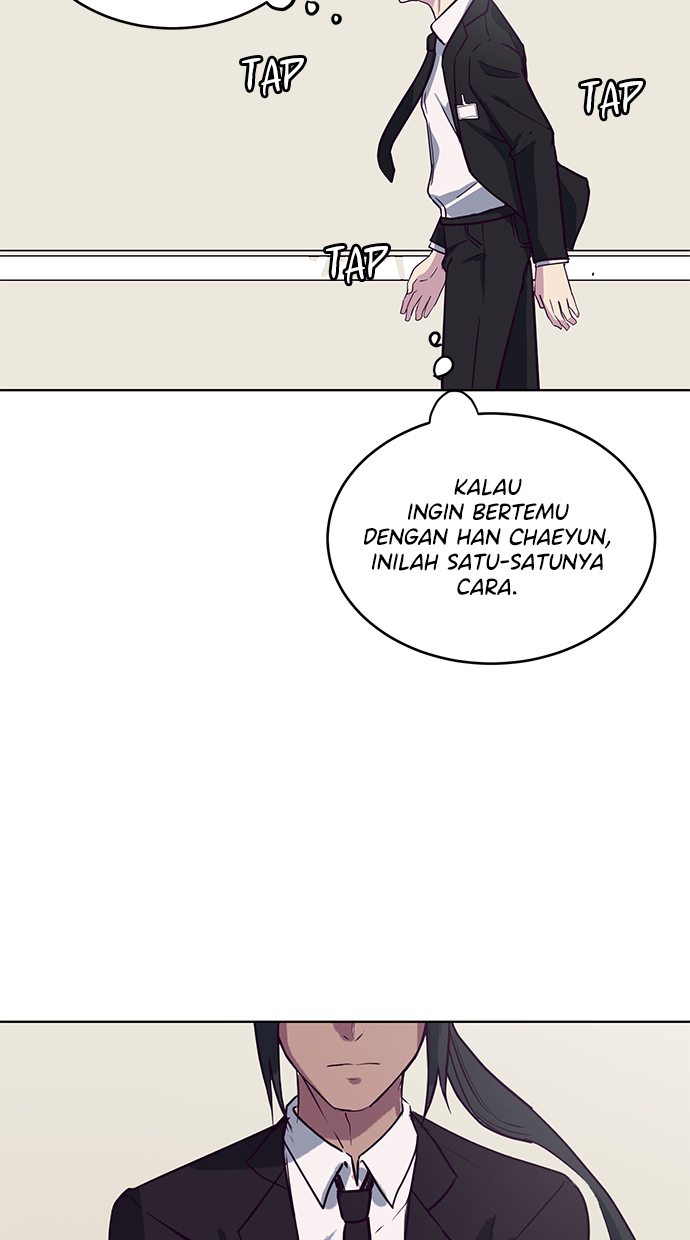 TAP
TAP
TAP
KALAU
INGIN BERTEMU
DENGAN HAN CHAEYUN,
INILAH SATU-SATUNYA
CARA.